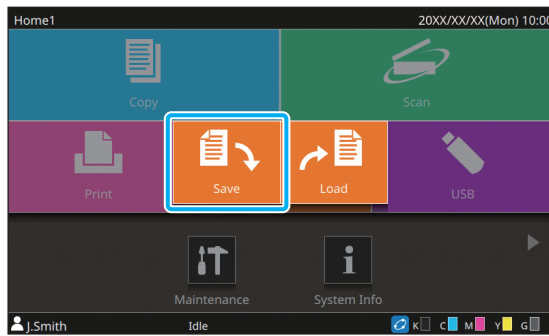 Home1 20XX/XX/XX(Mon) 10:00
Copy Scan
Print Save Load USB
Maintenance System Info
J.Smith Idle K C M Y G